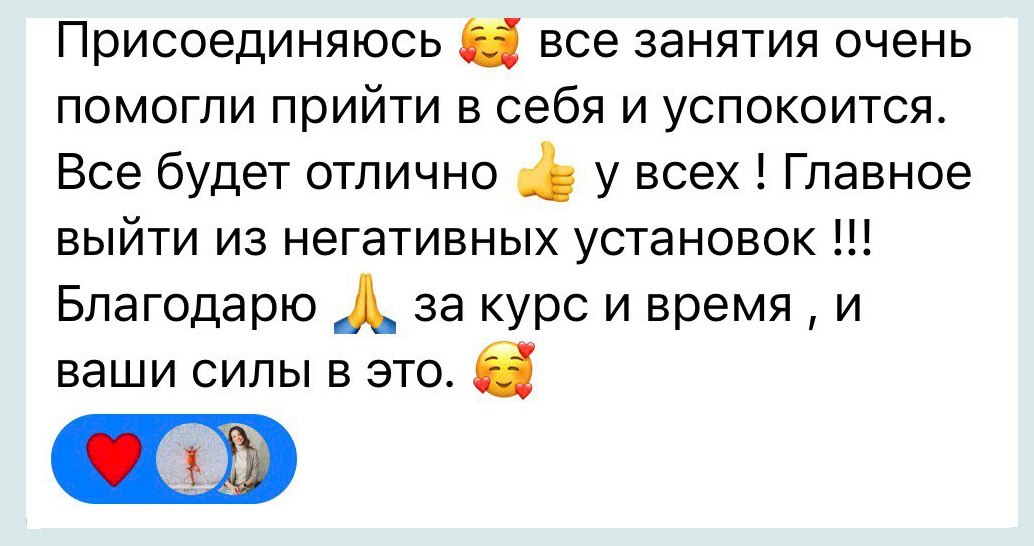 Присоединяюсь 🥰 все занятия очень
помогли прийти в себя и успокоится.
Все будет отлично 👍 у всех ! Главное
выйти из негативных установок !!!
Благодарю 🙏 за курс и время , и
ваши силы в это. 🥰